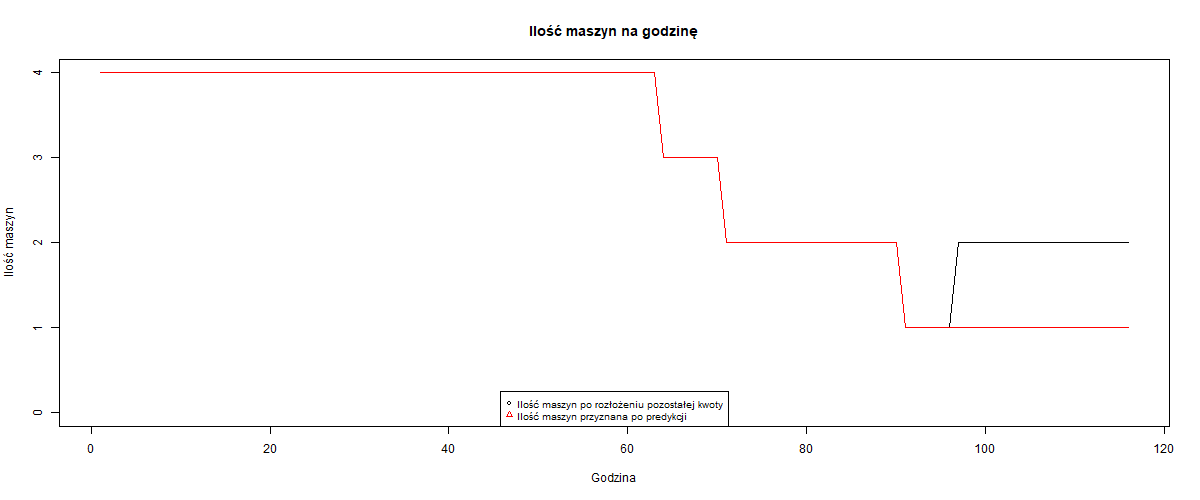 Ilość maszyn na godzinę
Ilość maszyn
4
3
2
1
0
Ilość maszyn po rozłożeniu pozostałej kwoty
Ilość maszyn przyznana po predykcji
0 20 40 60 80 100 120
Godzina